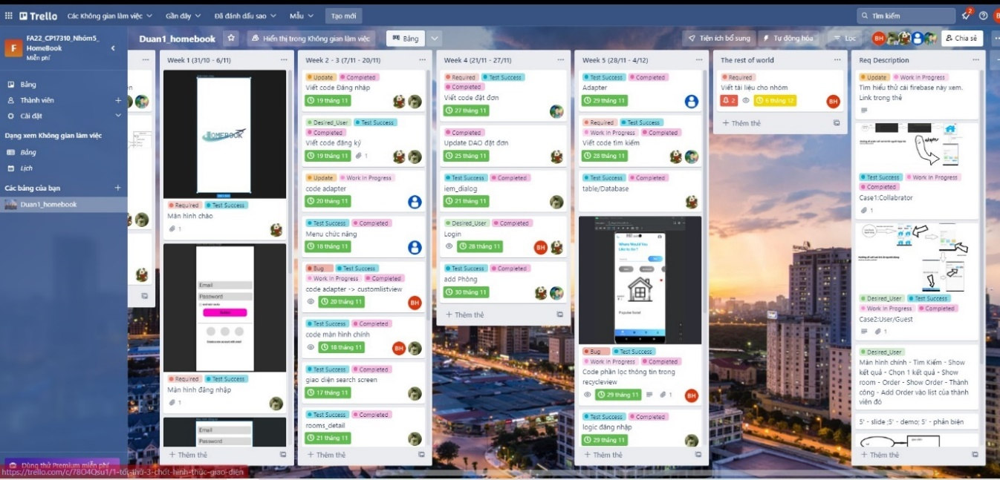 Trello Các Không gian làm việc Gần đây Đã đánh dấu sao Mẫu Tạo mới Tìm kiếm 2
F FA22_CP17310_Nhóm5_
HomeBook
Miễn phí
Duan1_homebook Hiển thị trong Không gian làm việc Bảng Tiện ích bổ sung Tự động hóa Lọc BH Chia sẻ
Bảng
Thành viên
Cài đặt
Dạng xem Không gian làm việc
Bảng
Lịch
Các bảng của bạn
Duan1_homebook
Dùng thử Premium miễn phí
https://trello.com/c/78O4Qsu1/1-tối-thứ-3-chốt-hình-thức-giao-diện
Week 1 (31/10 - 6/11)
HOMEBOOK
Required Test Success
Màn hình chào
1
Email
Password
Required Test Success
Màn hình đăng nhập
1
Email
Password
+ Thêm thẻ
Week 2 - 3 (7/11 - 20/11)
Update Completed
Viết code Đăng nhập
19 tháng 11
Desired_User Test Success
Completed
Viết code đăng ký
19 tháng 11 1
Update Work In Progress
code adapter
20 tháng 11
Test Success Completed
Menu chức năng
18 tháng 11
Bug Test Success
Work In Progress Completed
code adapter -> customlistview
20 tháng 11 BH
Test Success Completed
code màn hình chính
18 tháng 11 BH
Test Success Completed
giao diện search screen
17 tháng 11
Test Success Completed
rooms_detail
21 tháng 11
+ Thêm thẻ
Week 4 (21/11 - 27/11)
Required Test Success
Completed
Viết code đặt đơn
27 tháng 11
Completed
Update DAO đặt đơn
25 tháng 11
Test Success Completed
iem_dialog
21 tháng 11
Desired_User Completed
Login
28 tháng 11 BH
Test Success Completed
add Phòng
30 tháng 11
+ Thêm thẻ
Week 5 (28/11 - 4/12)
Test Success Completed
Adapter
29 tháng 11
Required Test Success
Work In Progress Completed
Viết code tìm kiếm
28 tháng 11
Test Success Completed
table/Database
Where Would You
Like to Go ?
Bug Test Success
Work In Progress Completed
Code phần lọc thông tin trong
recycleview
29 tháng 11 1 BH
Test Success Completed
logic đăng nhập
29 tháng 11
+ Thêm thẻ
The rest of world
Required
Viết tài liệu cho nhóm
2 6 tháng 12 BH
+ Thêm thẻ
Req Description
Update Work In Progress
Tìm hiểu thử cái firebase này xem.
Link trong thẻ
adapter
Test Success Work In Progress
Completed
Case1:Collabrator
1
Desired_User Test Success
Work In Progress Completed
Case2:User/Guest
1
Desired_User
Màn hình chính - Tìm Kiếm - Show
kết quả - Chọn 1 kết quả - Show
room - Order - Show Order - Thành
công - Add Order vào list của thành
viên đó
5' - slide ;5' - demo; 5' - phản biện
+ Thêm thẻ